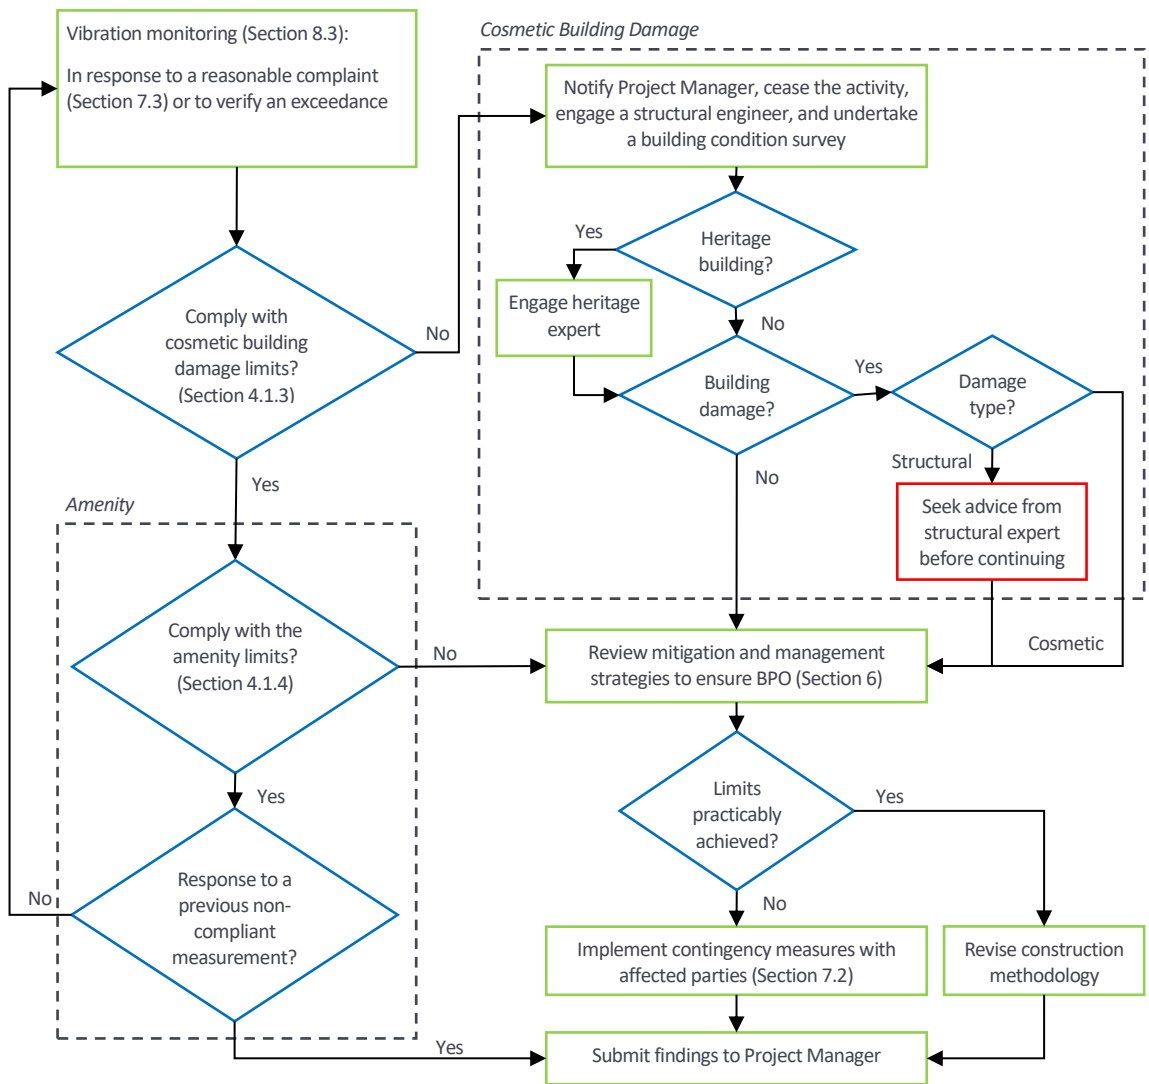 Cosmetic Building Damage
Vibration monitoring (Section 8.3):
In response to a reasonable complaint
(Section 7.3) or to verify an exceedance
Notify Project Manager, cease the activity,
engage a structural engineer, and undertake
a building condition survey
Yes
Heritage
building?
Engage heritage
expert
No
Comply with
cosmetic building
damage limits?
(Section 4.1.3)
No
Building
damage?
Yes
Damage
type?
Yes
No
Structural
Amenity
Seek advice from
structural expert
before continuing
Comply with the
amenity limits?
(Section 4.1.4)
No
Review mitigation and management
strategies to ensure BPO (Section 6)
Cosmetic
Yes
Limits
practicably
achieved?
Yes
No
Response to a
previous non-
compliant
measurement?
No
Implement contingency measures with
affected parties (Section 7.2)
Revise construction
methodology
Yes
Submit findings to Project Manager